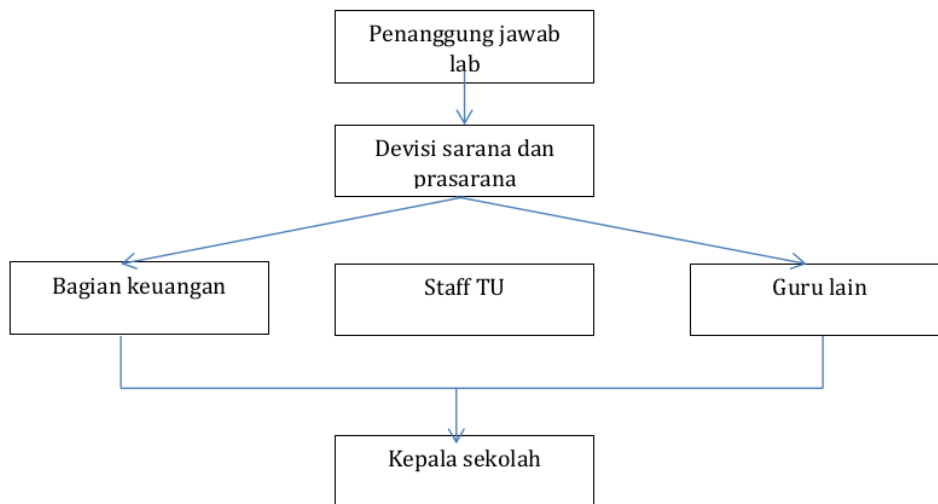 Penanggung jawab
lab
Devisi sarana dan
prasarana
Bagian keuangan
Staff TU
Guru lain
Kepala sekolah